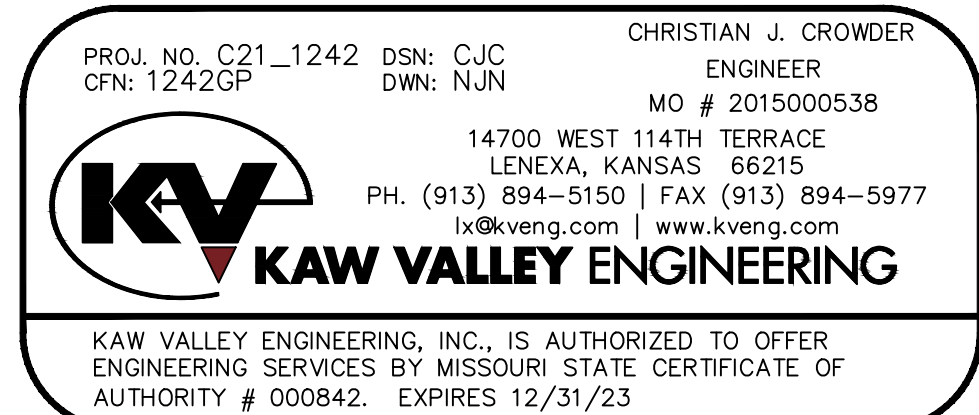 PROJ. NO. C21_1242 DSN: CJC
CFN: 1242GP DWN: NJN
CHRISTIAN J. CROWDER
ENGINEER
MO # 2015000538
14700 WEST 114TH TERRACE
LENEXA, KANSAS 66215
PH. (913) 894-5150 | FAX (913) 894-5977
lx@kveng.com | www.kveng.com
KV
KAW VALLEY ENGINEERING
KAW VALLEY ENGINEERING, INC., IS AUTHORIZED TO OFFER
ENGINEERING SERVICES BY MISSOURI STATE CERTIFICATE OF
AUTHORITY # 000842. EXPIRES 12/31/23